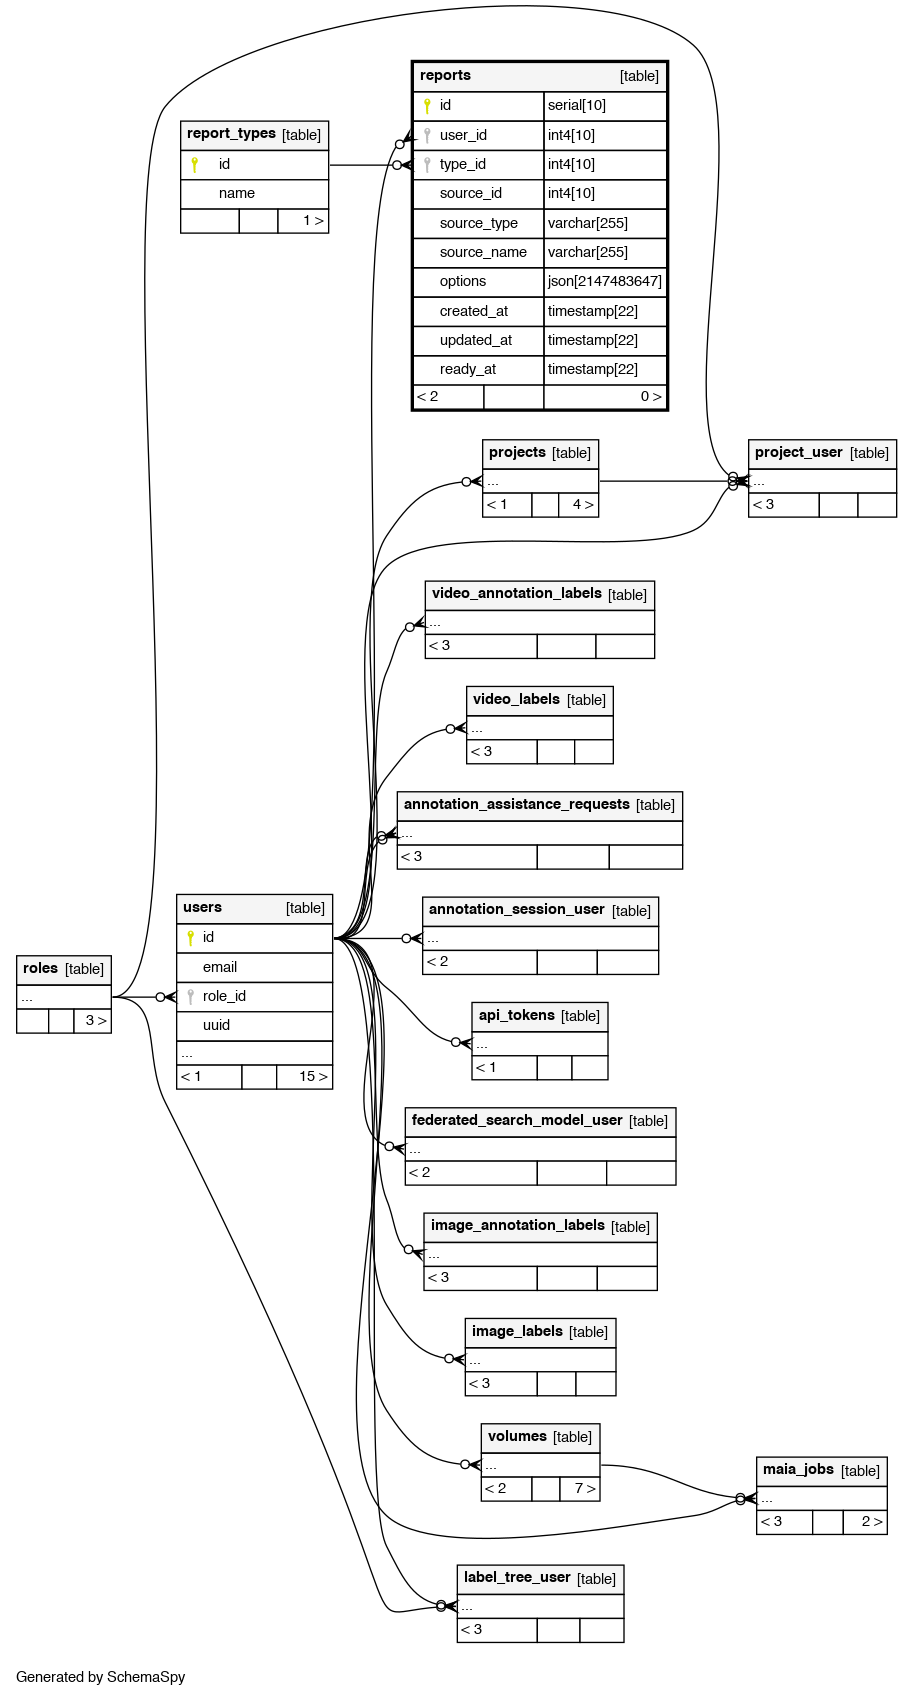 reports [table]
id serial[10]
user_id int4[10]
type_id int4[10]
source_id int4[10]
source_type varchar[255]
source_name varchar[255]
options json[2147483647]
created_at timestamp[22]
updated_at timestamp[22]
ready_at timestamp[22]
< 2 0 >
report_types [table]
id
name
1 >
projects [table]
...
< 1 4 >
project_user [table]
...
< 3
video_annotation_labels [table]
...
< 3
video_labels [table]
...
< 3
annotation_assistance_requests [table]
...
< 3
users [table]
id
email
role_id
uuid
...
< 1 15 >
annotation_session_user [table]
...
< 2
roles [table]
...
3 >
api_tokens [table]
...
< 1
federated_search_model_user [table]
...
< 2
image_annotation_labels [table]
...
< 3
image_labels [table]
...
< 3
volumes [table]
...
< 2 7 >
maia_jobs [table]
...
< 3 2 >
label_tree_user [table]
...
< 3
Generated by SchemaSpy